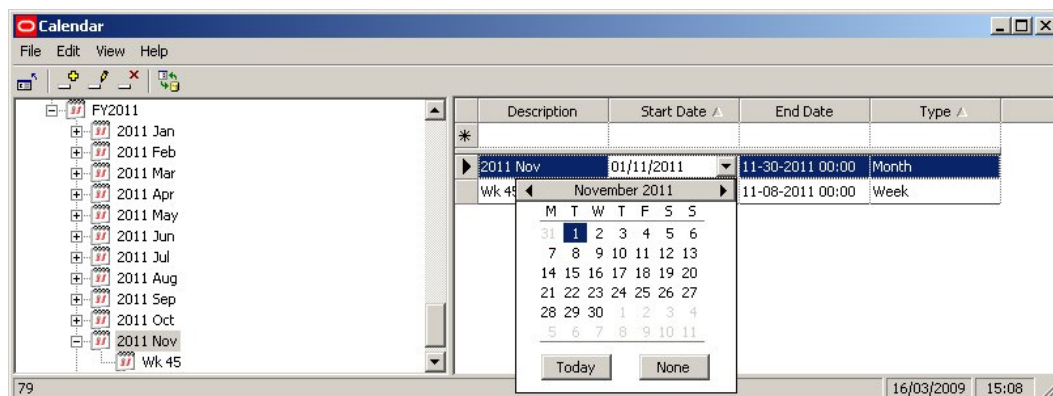 Calendar
File Edit View Help
FY2011
2011 Jan
2011 Feb
2011 Mar
2011 Apr
2011 May
2011 Jun
2011 Jul
2011 Aug
2011 Sep
2011 Oct
2011 Nov
Wk 45
Description Start Date End Date Type
2011 Nov 01/11/2011 11-30-2011 00:00 Month
Wk 45 11-08-2011 00:00 Week
November 2011
M T W T F S S
31 1 2 3 4 5 6
7 8 9 10 11 12 13
14 15 16 17 18 19 20
21 22 23 24 25 26 27
28 29 30 1 2 3 4
5 6 7 8 9 10 11
Today None
79 16/03/2009 15:08